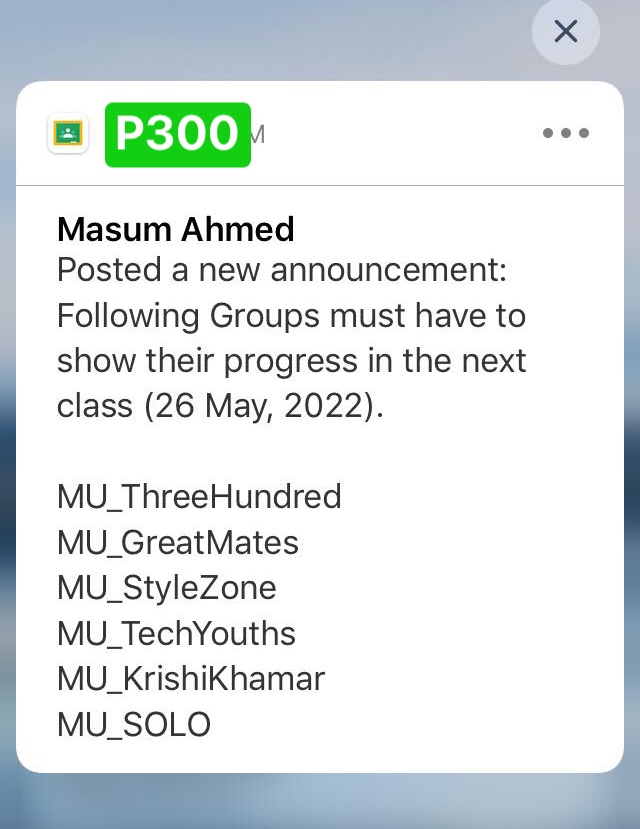 P300
M
Masum Ahmed
Posted a new announcement:
Following Groups must have to
show their progress in the next
class (26 May, 2022).
MU_ThreeHundred
MU_GreatMates
MU_StyleZone
MU_TechYouths
MU_KrishiKhamar
MU_SOLO